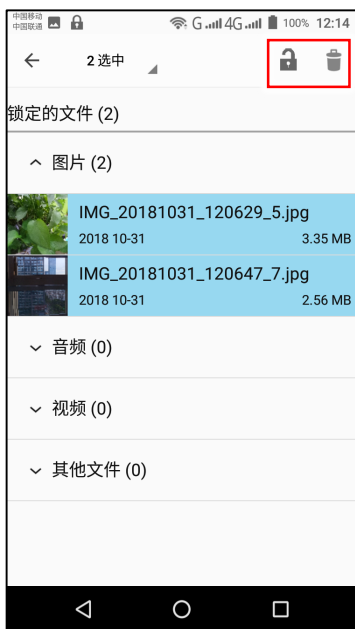 中国移动
中国联通
G 4G 100% 12:14
2 选中
锁定的文件 (2)
图片 (2)
IMG_20181031_120629_5.jpg
2018 10-31 3.35 MB
IMG_20181031_120647_7.jpg
2018 10-31 2.56 MB
音频 (0)
视频 (0)
其他文件 (0)